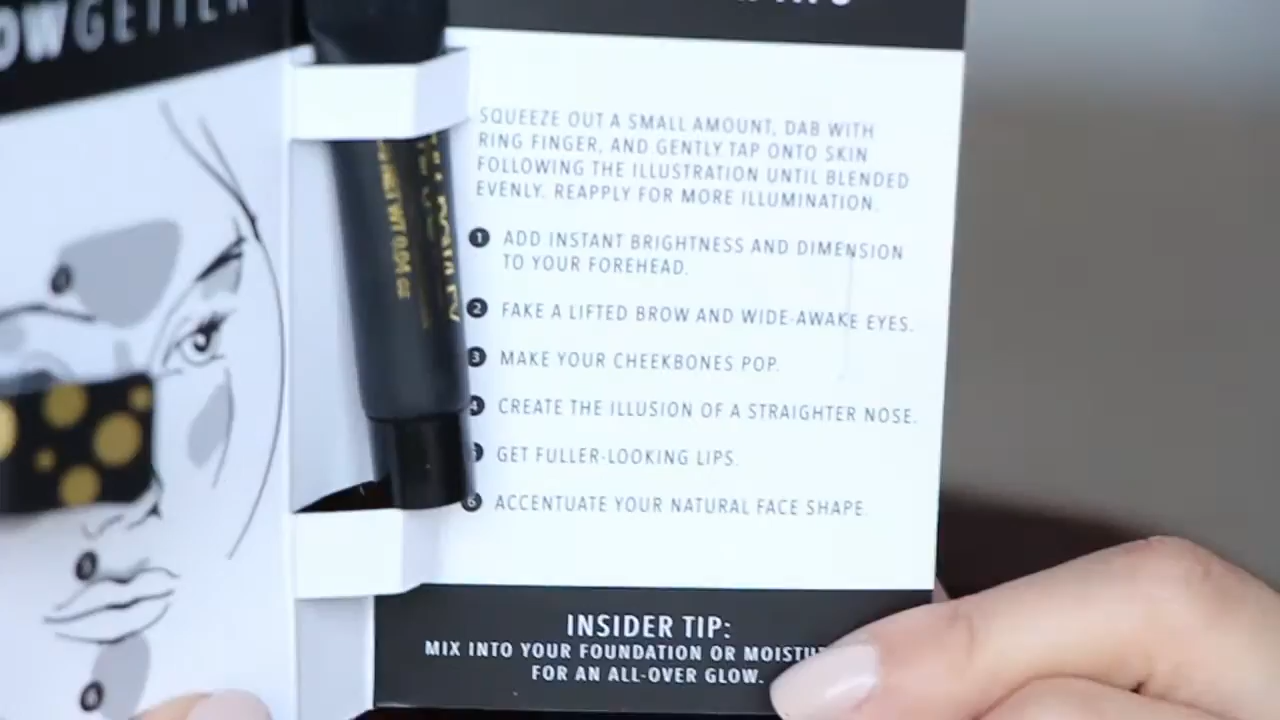 SQUEEZE OUT A SMALL AMOUNT, DAB WITH
RING FINGER, AND GENTLY TAP ONTO SKIN
FOLLOWING THE ILLUSTRATION UNTIL BLENDED
EVENLY. REAPPLY FOR MORE ILLUMINATION.
1 ADD INSTANT BRIGHTNESS AND DIMENSION
TO YOUR FOREHEAD.
2 FAKE A LIFTED BROW AND WIDE-AWAKE EYES.
3 MAKE YOUR CHEEKBONES POP.
4 CREATE THE ILLUSION OF A STRAIGHTER NOSE.
GET FULLER-LOOKING LIPS.
6 ACCENTUATE YOUR NATURAL FACE SHAPE.
INSIDER TIP:
MIX INTO YOUR FOUNDATION OR
FOR AN ALL-OVER GLOW.